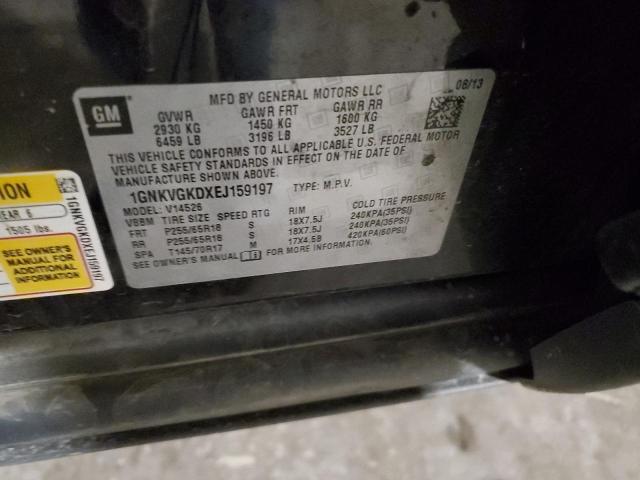 GM
MFD BY GENERAL MOTORS LLC
08/13
GVWR GAWR FRT GAWR RR
2930 KG 1450 KG 1600 KG
6459 LB 3196 LB 3527 LB
THIS VEHICLE CONFORMS TO ALL APPLICABLE U.S. FEDERAL MOTOR
VEHICLE SAFETY STANDARDS IN EFFECT ON THE DATE OF
MANUFACTURE SHOWN ABOVE.
1GNKVGKDXEJ159197 TYPE: M.P.V.
MODEL: V14526
VBBM TIRE SIZE SPEED RTG RIM COLD TIRE PRESSURE
FRT P255/65R18 S 18X7.5J 240KPA(35PSI)
RR P255/65R18 S 18X7.5J 240KPA(35PSI)
SPA T145/70R17 M 17X4.5B 420KPA(60PSI)
SEE OWNER'S MANUAL FOR MORE INFORMATION.
ION
EAR 5
1505 lbs.
SEE OWNER'S
MANUAL FOR
ADDITIONAL
INFORMATION
1GNKVGKDXEJ159197